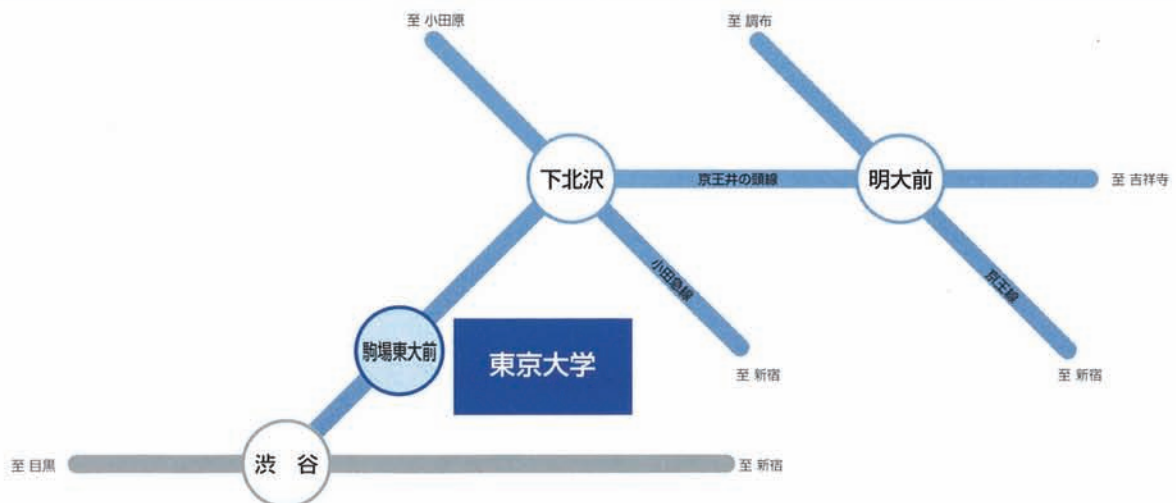 至 小田原
至 調布
下北沢
京王井の頭線
明大前
至 吉祥寺
小田急線
京王線
駒場東大前
東京大学
至 新宿
至 新宿
至 目黒
渋 谷
至 新宿